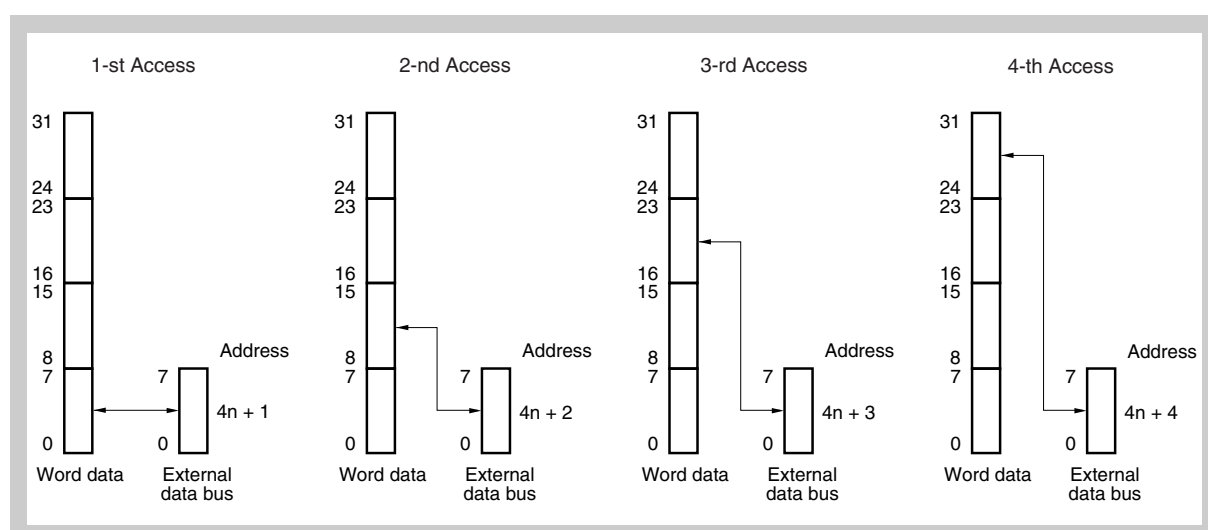 1-st Access
31
24
23
16
15
8
7
0
Address
7
4n + 1
0
Word data
External
data bus
2-nd Access
31
24
23
16
15
8
7
0
Address
7
4n + 2
0
Word data
External
data bus
3-rd Access
31
24
23
16
15
8
7
0
Address
7
4n + 3
0
Word data
External
data bus
4-th Access
31
24
23
16
15
8
7
0
Address
7
4n + 4
0
Word data
External
data bus